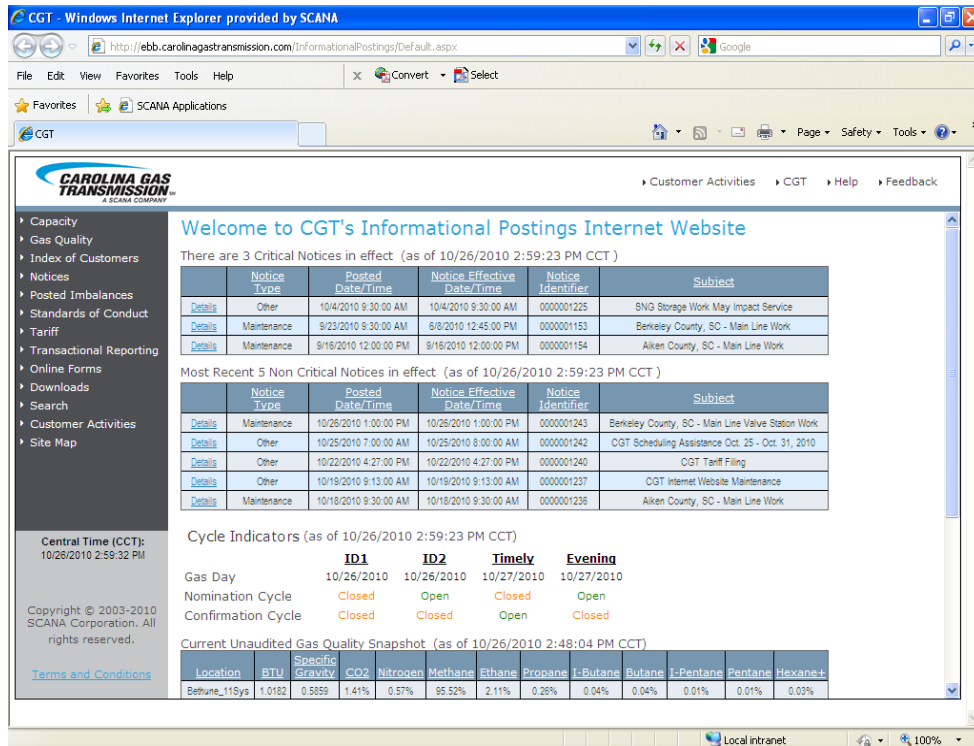 CGT - Windows Internet Explorer provided by SCANA
http://ebb.carolinagastransmission.com/InformationalPostings/Default.aspx
Google
File Edit View Favorites Tools Help x Convert Select
Favorites SCANA Applications
CGT Page Safety Tools
CAROLINA GAS
TRANSMISSION SM
A SCANA COMPANY
Customer Activities CGT Help Feedback
Capacity
Gas Quality
Index of Customers
Notices
Posted Imbalances
Standards of Conduct
Tariff
Transactional Reporting
Online Forms
Downloads
Search
Customer Activities
Site Map
Central Time (CCT):
10/26/2010 2:59:32 PM
Copyright © 2003-2010
SCANA Corporation. All
rights reserved.
Terms and Conditions
Welcome to CGT's Informational Postings Internet Website
There are 3 Critical Notices in effect (as of 10/26/2010 2:59:23 PM CCT )
Notice Type Posted Date/Time Notice Effective Date/Time Notice Identifier Subject
Details Other 10/4/2010 9:30:00 AM 10/4/2010 9:30:00 AM 0000001225 SNG Storage Work May Impact Service
Details Maintenance 9/23/2010 9:30:00 AM 6/8/2010 12:45:00 PM 0000001153 Berkeley County, SC - Main Line Work
Details Maintenance 9/16/2010 12:00:00 PM 9/16/2010 12:00:00 PM 0000001154 Aiken County, SC - Main Line Work
Most Recent 5 Non Critical Notices in effect (as of 10/26/2010 2:59:23 PM CCT )
Notice Type Posted Date/Time Notice Effective Date/Time Notice Identifier Subject
Details Maintenance 10/26/2010 1:00:00 PM 10/26/2010 1:00:00 PM 0000001243 Berkeley County, SC - Main Line Valve Station Work
Details Other 10/25/2010 7:00:00 AM 10/25/2010 8:00:00 AM 0000001242 CGT Scheduling Assistance Oct. 25 - Oct. 31, 2010
Details Other 10/22/2010 4:27:00 PM 10/22/2010 4:27:00 PM 0000001240 CGT Tariff Filing
Details Other 10/19/2010 9:13:00 AM 10/19/2010 9:13:00 AM 0000001237 CGT Internet Website Maintenance
Details Maintenance 10/18/2010 9:30:00 AM 10/18/2010 9:30:00 AM 0000001236 Aiken County, SC - Main Line Work
Cycle Indicators (as of 10/26/2010 2:59:23 PM CCT)
ID1 ID2 Timely Evening
Gas Day 10/26/2010 10/26/2010 10/27/2010 10/27/2010
Nomination Cycle Closed Open Closed Open
Confirmation Cycle Closed Closed Open Closed
Current Unaudited Gas Quality Snapshot (as of 10/26/2010 2:48:04 PM CCT)
Location BTU Specific Gravity CO2 Nitrogen Methane Ethane Propane I-Butane Butane I-Pentane Pentane Hexane+
Bethune_11Sys 1.0182 0.5859 1.41% 0.57% 95.52% 2.11% 0.26% 0.04% 0.04% 0.01% 0.01% 0.03%
Local intranet 100%